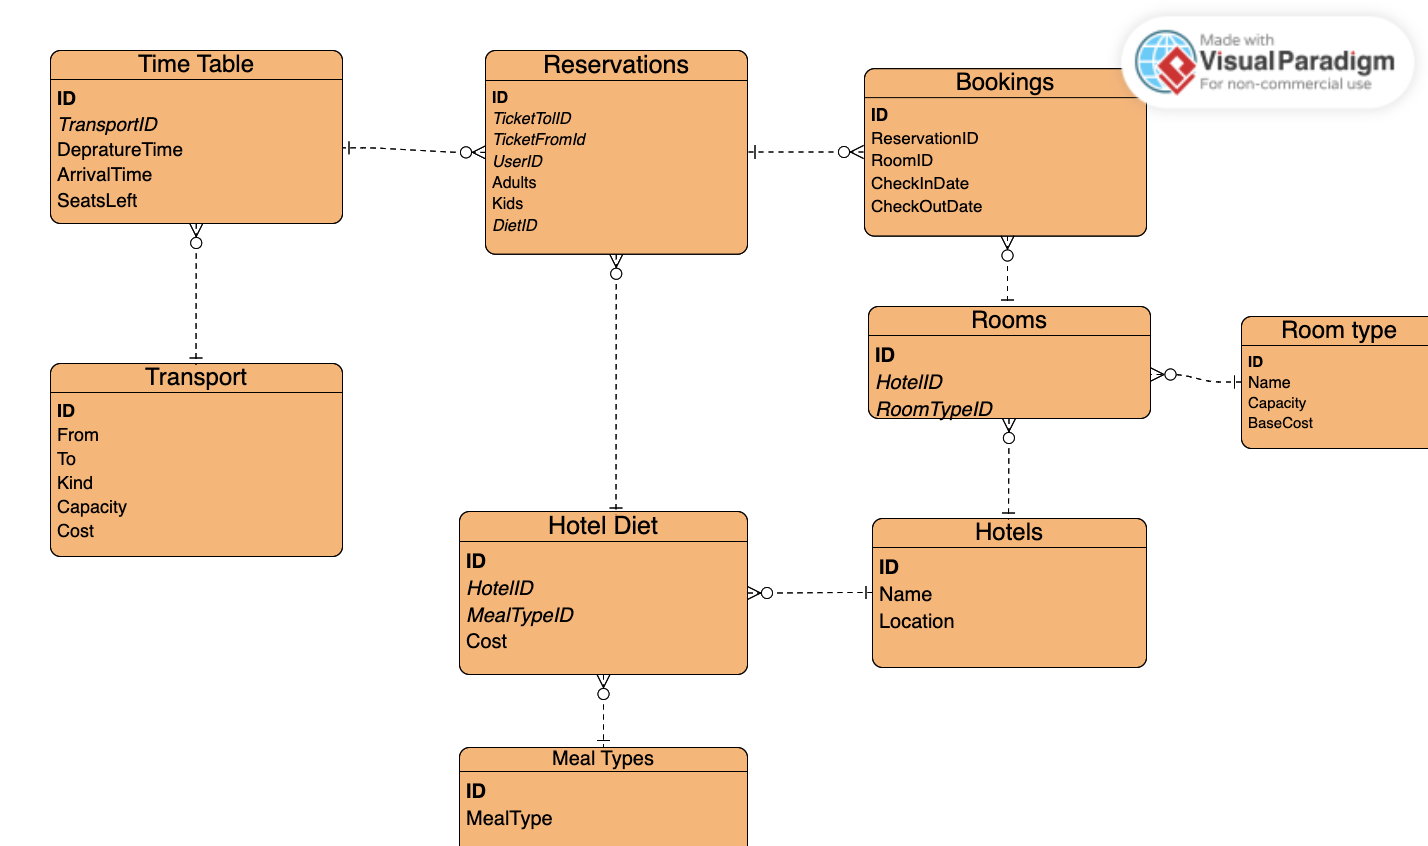 Time Table
ID
TransportID
DepratureTime
ArrivalTime
SeatsLeft
Reservations
ID
TicketTolID
TicketFromId
UserID
Adults
Kids
DietID
Bookings
ID
ReservationID
RoomID
CheckInDate
CheckOutDate
Made with
Visual Paradigm
For non-commercial use
Transport
ID
From
To
Kind
Capacity
Cost
Rooms
ID
HotelID
RoomTypeID
Room type
ID
Name
Capacity
BaseCost
Hotel Diet
ID
HotelID
MealTypeID
Cost
Hotels
ID
Name
Location
Meal Types
ID
MealType